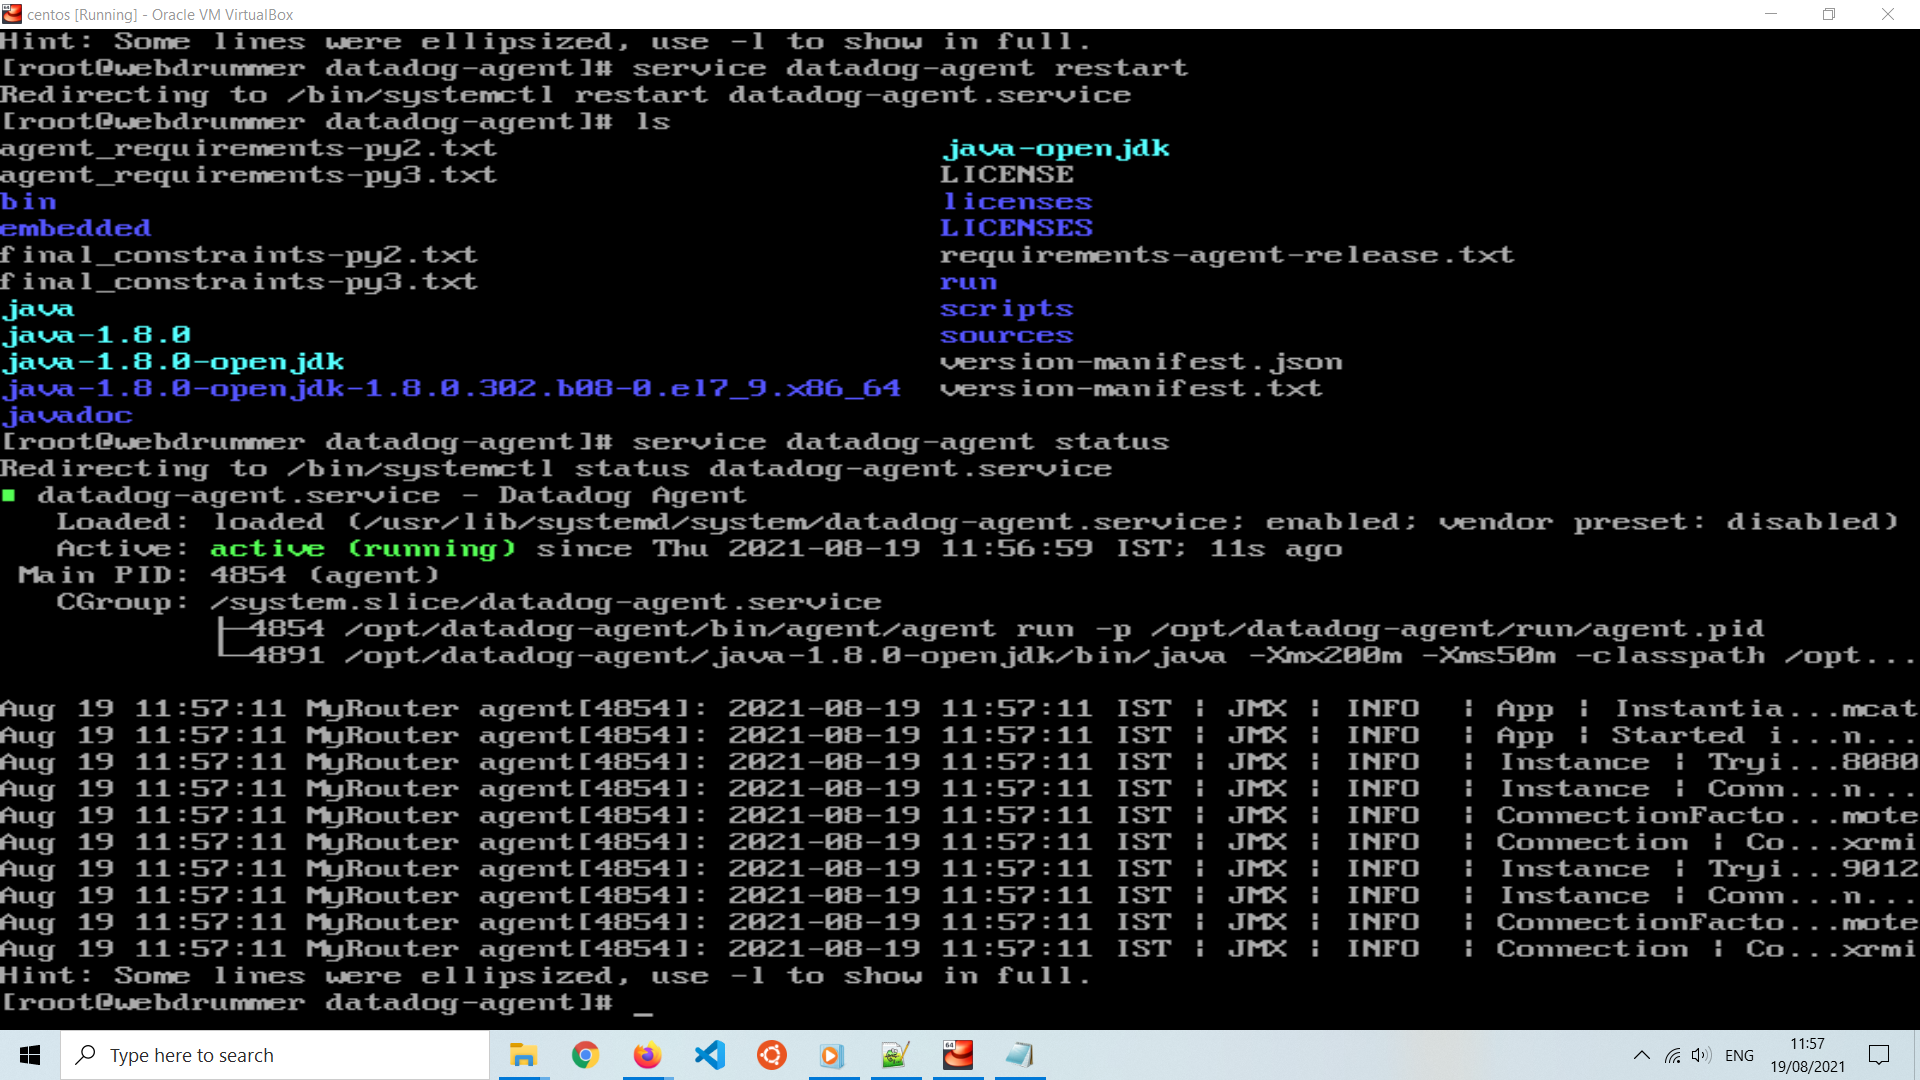 centos [Running] - Oracle VM VirtualBox
Hint: Some lines were ellipsized, use -l to show in full.
[root@webdrummer datadog-agent]# service datadog-agent restart
Redirecting to /bin/systemctl restart datadog-agent.service
[root@webdrummer datadog-agent]# ls
agent_requirements-py2.txt java-openjdk
agent_requirements-py3.txt LICENSE
bin licenses
embedded LICENSES
final_constraints-py2.txt requirements-agent-release.txt
final_constraints-py3.txt run
java scripts
java-1.8.0 sources
java-1.8.0-openjdk version-manifest.json
java-1.8.0-openjdk-1.8.0.302.b08-0.el7_9.x86_64 version-manifest.txt
javadoc
[root@webdrummer datadog-agent]# service datadog-agent status
Redirecting to /bin/systemctl status datadog-agent.service
■ datadog-agent.service - Datadog Agent
Loaded: loaded (/usr/lib/systemd/system/datadog-agent.service; enabled; vendor preset: disabled)
Active: active (running) since Thu 2021-08-19 11:56:59 IST; 11s ago
Main PID: 4854 (agent)
CGroup: /system.slice/datadog-agent.service
├─4854 /opt/datadog-agent/bin/agent/agent run -p /opt/datadog-agent/run/agent.pid
└─4891 /opt/datadog-agent/java-1.8.0-openjdk/bin/java -Xmx200m -Xms50m -classpath /opt...
Aug 19 11:57:11 MyRouter agent[4854]: 2021-08-19 11:57:11 IST | JMX | INFO | App | Instantia...mcat
Aug 19 11:57:11 MyRouter agent[4854]: 2021-08-19 11:57:11 IST | JMX | INFO | App | Started i...n...
Aug 19 11:57:11 MyRouter agent[4854]: 2021-08-19 11:57:11 IST | JMX | INFO | Instance | Tryi...8080
Aug 19 11:57:11 MyRouter agent[4854]: 2021-08-19 11:57:11 IST | JMX | INFO | Instance | Conn...n...
Aug 19 11:57:11 MyRouter agent[4854]: 2021-08-19 11:57:11 IST | JMX | INFO | ConnectionFacto...mote
Aug 19 11:57:11 MyRouter agent[4854]: 2021-08-19 11:57:11 IST | JMX | INFO | Connection | Co...xrmi
Aug 19 11:57:11 MyRouter agent[4854]: 2021-08-19 11:57:11 IST | JMX | INFO | Instance | Tryi...9012
Aug 19 11:57:11 MyRouter agent[4854]: 2021-08-19 11:57:11 IST | JMX | INFO | Instance | Conn...n...
Aug 19 11:57:11 MyRouter agent[4854]: 2021-08-19 11:57:11 IST | JMX | INFO | ConnectionFacto...mote
Aug 19 11:57:11 MyRouter agent[4854]: 2021-08-19 11:57:11 IST | JMX | INFO | Connection | Co...xrmi
Hint: Some lines were ellipsized, use -l to show in full.
[root@webdrummer datadog-agent]# _
Type here to search
ENG
11:57
19/08/2021
64